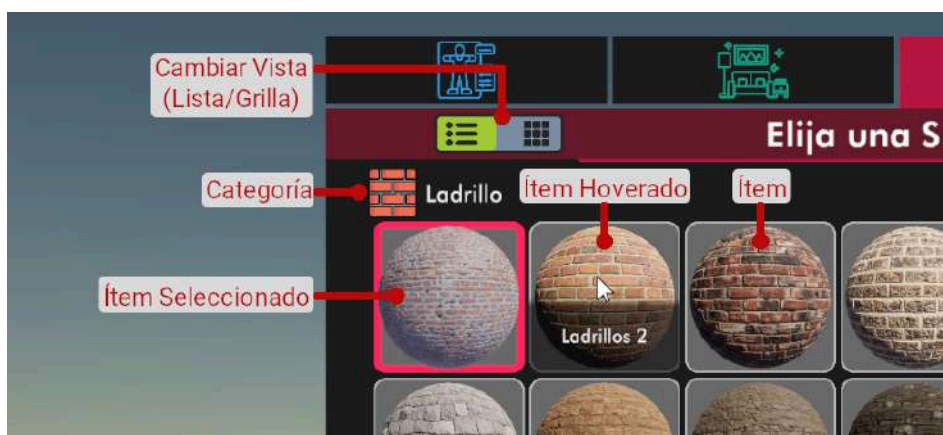 Cambiar Vista
(Lista/Grilla)
Elija una S
Categoría
Ladrillo
Ítem Hoverado
Ítem
Ítem Seleccionado
Ladrillos 2